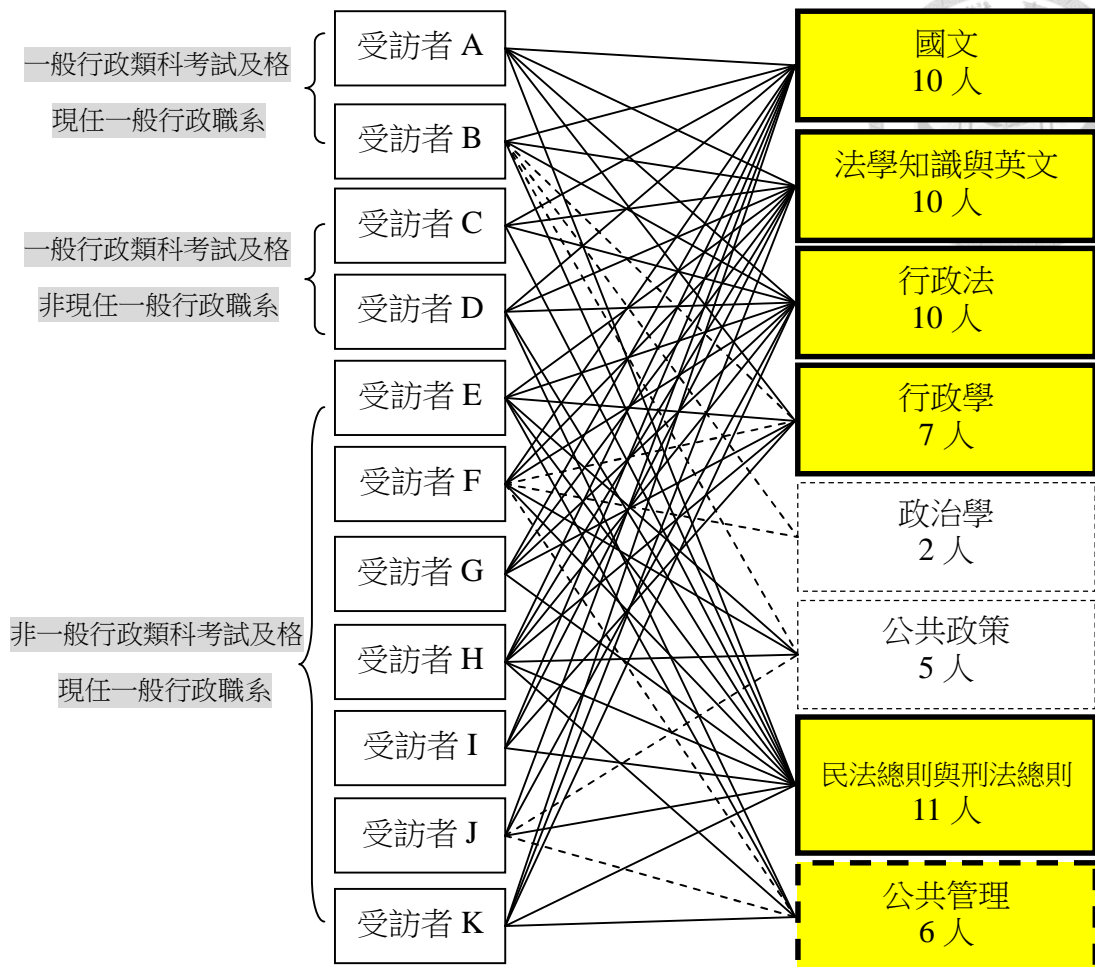 一般行政類科考試及格
現任一般行政職系
一般行政類科考試及格
非現任一般行政職系
非一般行政類科考試及格
現任一般行政職系
受訪者 A
受訪者 B
受訪者 C
受訪者 D
受訪者 E
受訪者 F
受訪者 G
受訪者 H
受訪者 I
受訪者 J
受訪者 K
國文
10 人
法學知識與英文
10 人
行政法
10 人
行政學
7 人
政治學
2 人
公共政策
5 人
民法總則與刑法總則
11 人
公共管理
6 人